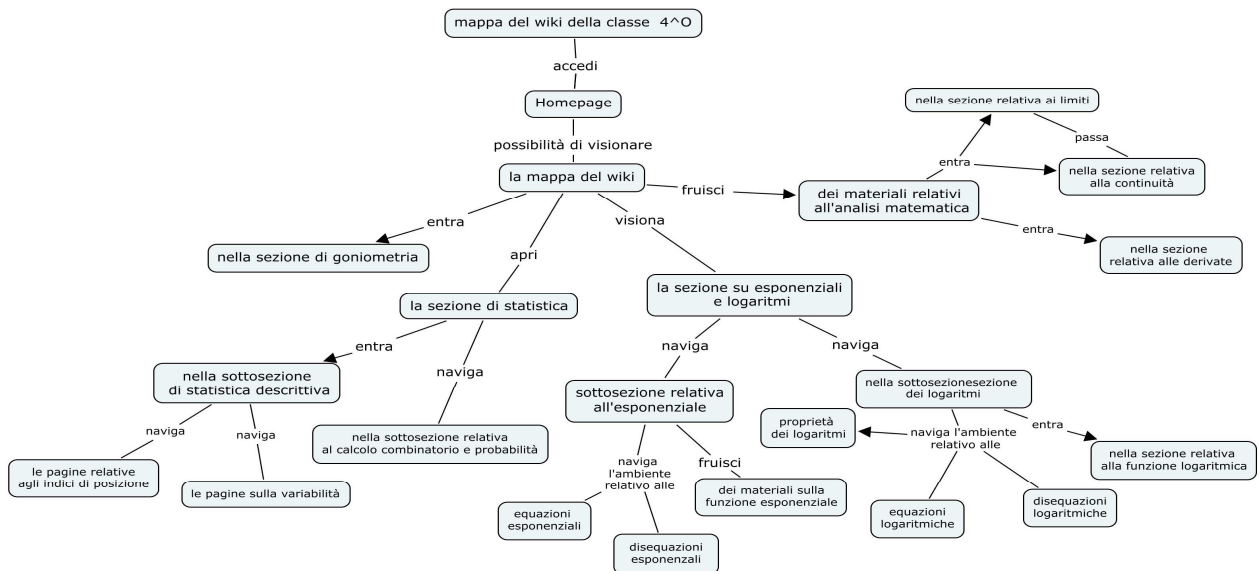 mappa del wiki della classe 4^O
accedi
Homepage
possibilità di visionare
la mappa del wiki
fruisci
dei materiali relativi
all'analisi matematica
entra
nella sezione relativa ai limiti
passa
nella sezione relativa
alla continuità
entra
nella sezione
relativa alle derivate
entra
nella sezione di goniometria
apri
la sezione di statistica
entra
nella sottosezione
di statistica descrittiva
naviga
le pagine relative
agli indici di posizione
naviga
le pagine sulla variabilità
naviga
nella sottosezione relativa
al calcolo combinatorio e probabilità
visiona
la sezione su esponenziali
e logaritmi
naviga
sottosezione relativa
all'esponenziale
naviga
l'ambiente
relativo alle
equazioni
esponenziali
disequazioni
esponenzali
fruisci
dei materiali sulla
funzione esponenziale
naviga
nella sottosezionesezione
dei logaritmi
naviga l'ambiente
relativo alle
proprietà
dei logaritmi
equazioni
logaritmiche
disequazioni
logaritmiche
entra
nella sezione relativa
alla funzione logaritmica